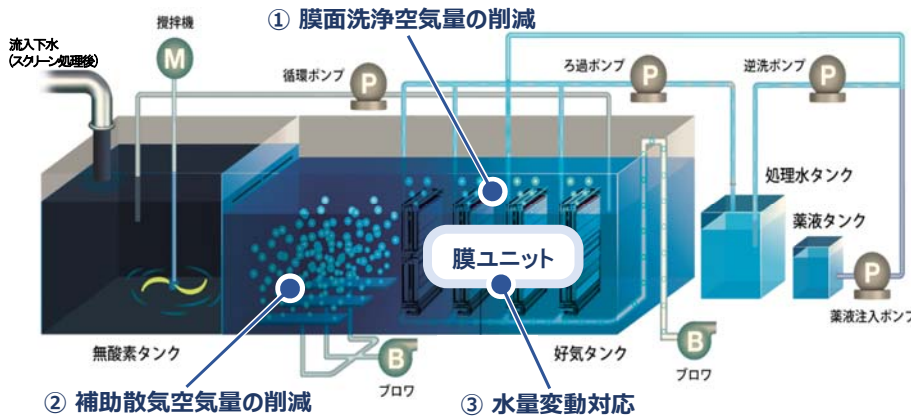 ① 膜面洗浄空気量の削減
撹拌機
流入下水
(スクリーン処理後)
M
循環ポンプ
P
ろ過ポンプ
P
逆洗ポンプ
P
処理水タンク
薬液タンク
膜ユニット
P
薬液注入ポンプ
無酸素タンク
B
ブロワ
好気タンク
B
ブロワ
② 補助散気空気量の削減
③ 水量変動対応